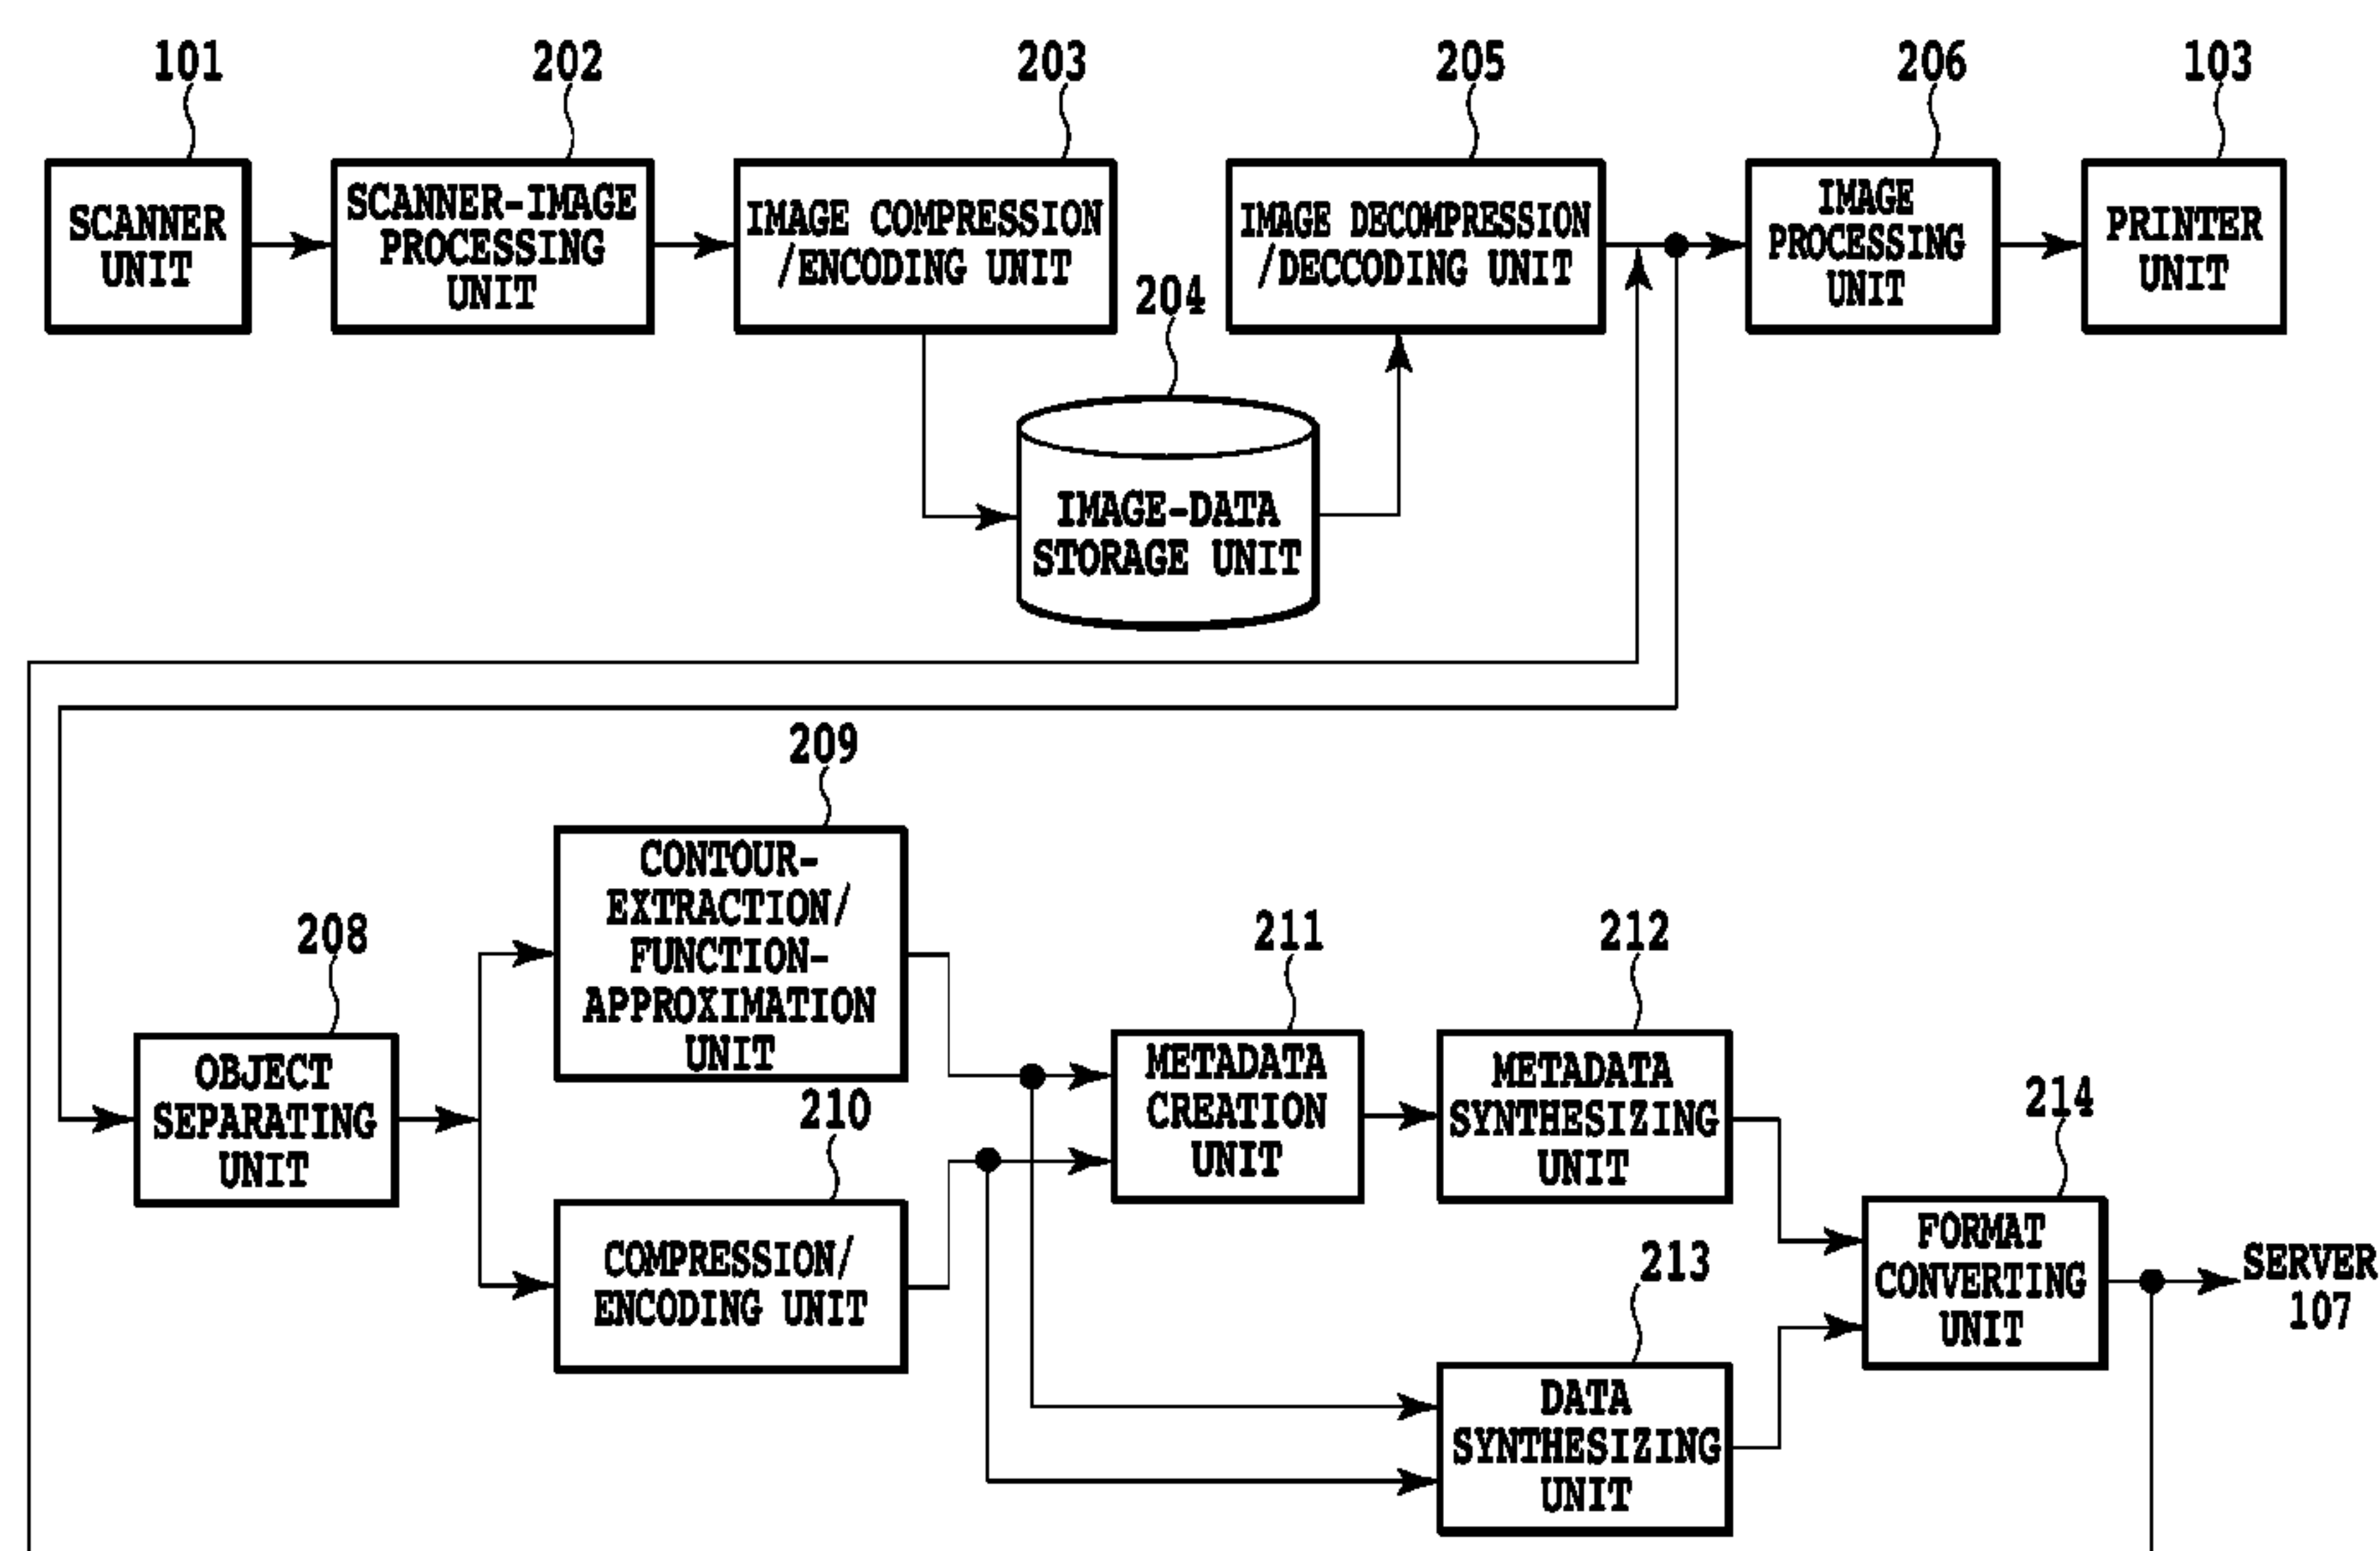 101
202
203
205
206
103
SCANNER
UNIT
SCANNER-IMAGE
PROCESSING
UNIT
IMAGE COMPRESSION
/ENCODING UNIT
IMAGE DECOMPRESSION
/DECCODING UNIT
IMAGE
PROCESSING
UNIT
PRINTER
UNIT
204
IMAGE-DATA
STORAGE UNIT
209
CONTOUR-
EXTRACTION/
FUNCTION-
APPROXIMATION
UNIT
208
OBJECT
SEPARATING
UNIT
210
COMPRESSION/
ENCODING UNIT
211
METADATA
CREATION
UNIT
212
METADATA
SYNTHESIZING
UNIT
213
DATA
SYNTHESIZING
UNIT
214
FORMAT
CONVERTING
UNIT
SERVER
107